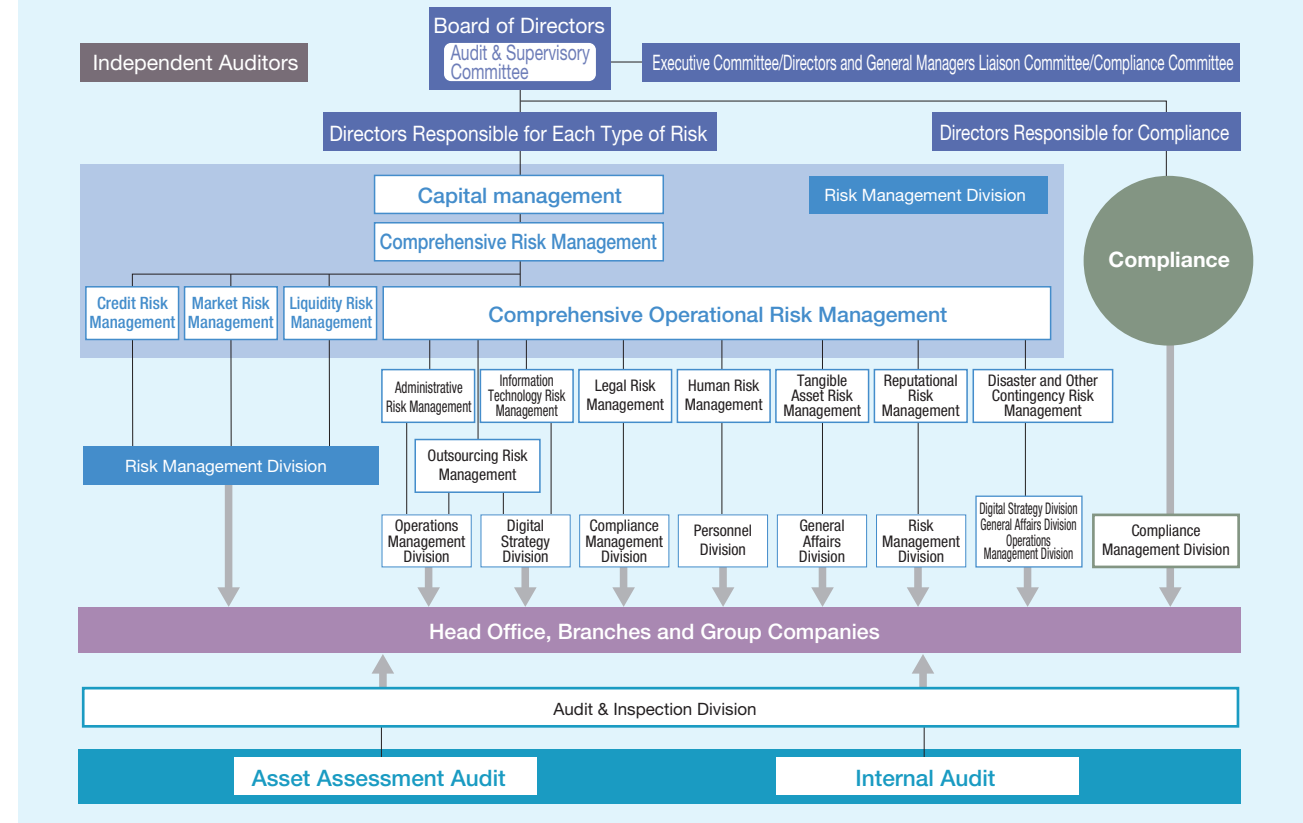 Board of Directors
Audit & Supervisory
Committee
Independent Auditors
Executive Committee/Directors and General Managers Liaison Committee/Compliance Committee
Directors Responsible for Each Type of Risk
Directors Responsible for Compliance
Capital management
Risk Management Division
Comprehensive Risk Management
Compliance
Credit Risk
Management
Market Risk
Management
Liquidity Risk
Management
Comprehensive Operational Risk Management
Administrative
Risk Management
Information
Technology Risk
Management
Legal Risk
Management
Human Risk
Management
Tangible
Asset Risk
Management
Reputational
Risk
Management
Disaster and Other
Contingency Risk
Management
Risk Management Division
Outsourcing Risk
Management
Operations
Management
Division
Digital
Strategy
Division
Compliance
Management
Division
Personnel
Division
General
Affairs
Division
Risk
Management
Division
Digital Strategy Division
General Affairs Division
Operations
Management Division
Compliance
Management Division
Head Office, Branches and Group Companies
Audit & Inspection Division
Asset Assessment Audit
Internal Audit